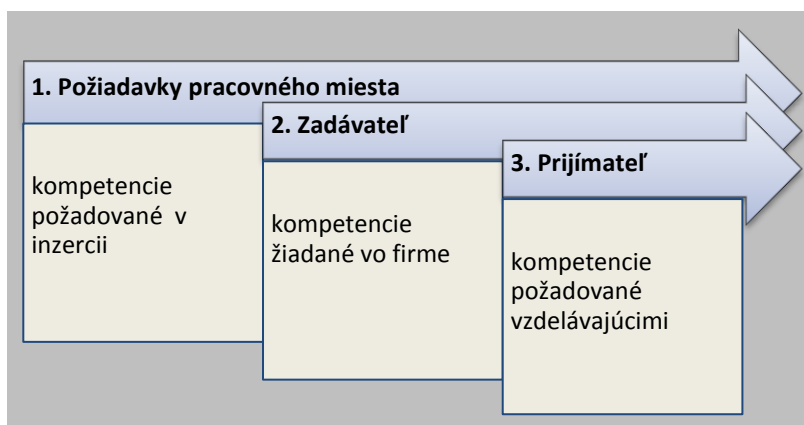 1. Požiadavky pracovného miesta
kompetencie
požadované v
inzercii
2. Zadávateľ
kompetencie
žiadané vo firme
3. Prijímateľ
kompetencie
požadované
vzdelávajúcimi